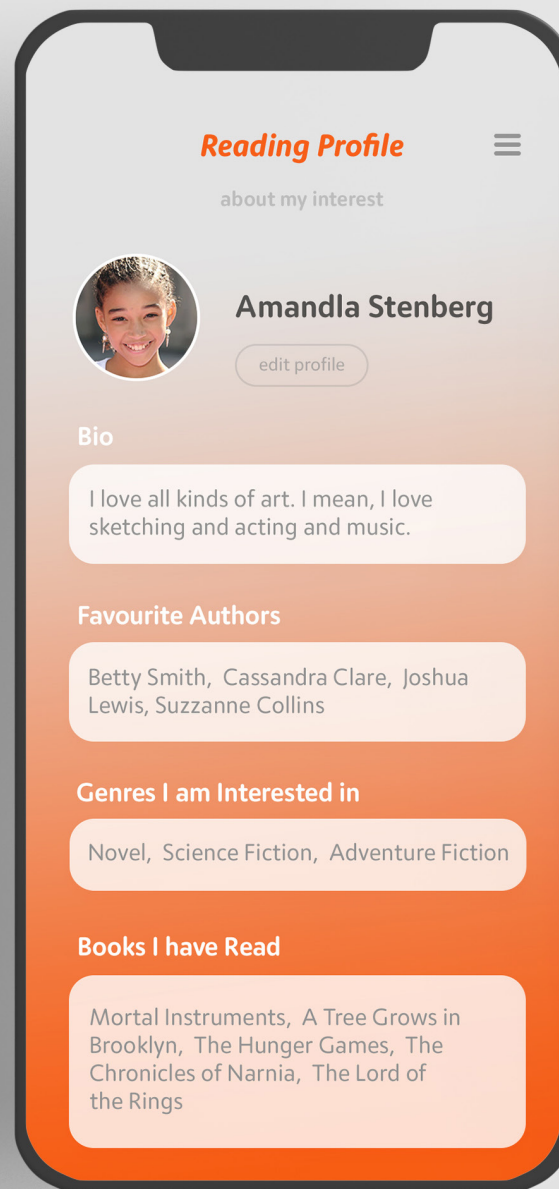 Reading Profile
about my interest
Amandla Stenberg
edit profile
Bio
I love all kinds of art. I mean, I love
sketching and acting and music.
Favourite Authors
Betty Smith, Cassandra Clare, Joshua
Lewis, Suzzanne Collins
Genres I am Interested in
Novel, Science Fiction, Adventure Fiction
Books I have Read
Mortal Instruments, A Tree Grows in
Brooklyn, The Hunger Games, The
Chronicles of Narnia, The Lord of
the Rings